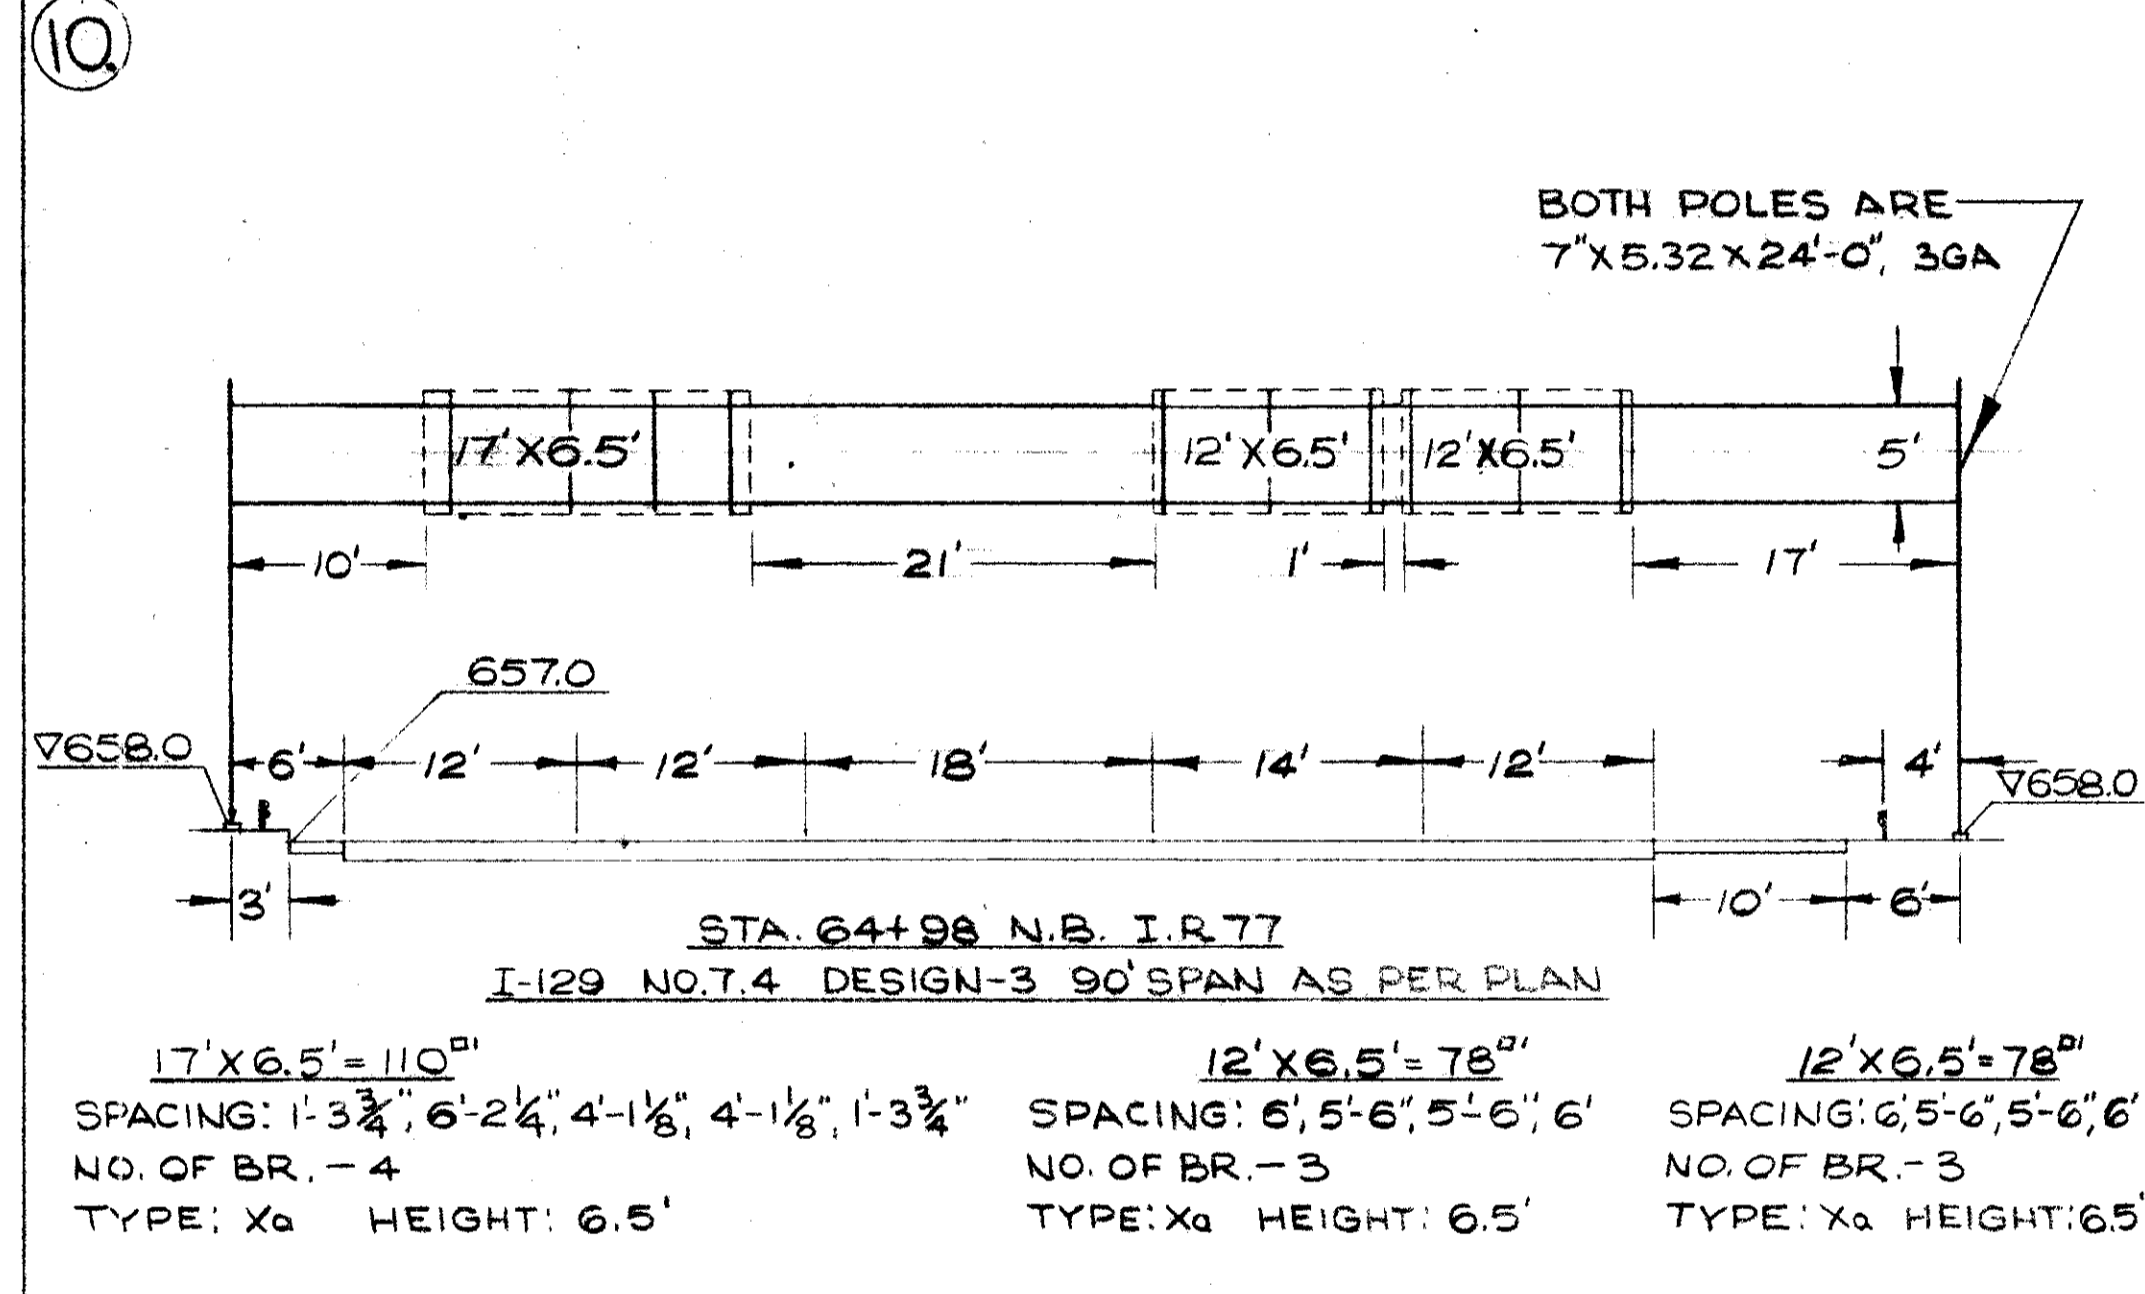 10.
BOTH POLES ARE
7"X5.32X24'-0", 3GA
17'X6.5' 12'X6.5' 12'X6.5' 5'
10' 21' 1' 17'
657.0
▽658.0 6' 12' 12' 18' 14' 12' 4' ▽658.0
3' 10' 6'
STA. 64+98 N.B. I.R.77
I-129 NO.7.4 DESIGN-3 90' SPAN AS PER PLAN
17'X6.5'=110□'
SPACING: 1'-3¾", 6'-2¼", 4'-1⅛", 4'-1⅛", 1'-3¾"
NO. OF BR. - 4
TYPE: Xa HEIGHT: 6.5'
12'X6.5'=78□'
SPACING: 6', 5'-6", 5'-6", 6'
NO. OF BR. - 3
TYPE: Xa HEIGHT: 6.5'
12'X6.5'=78□'
SPACING: 6', 5'-6", 5'-6", 6'
NO. OF BR. - 3
TYPE: Xa HEIGHT: 6.5'